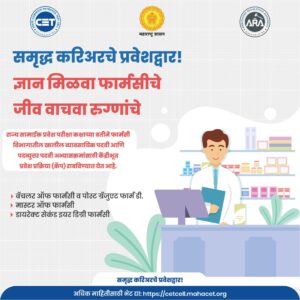 CET
महाराष्ट्र शासन
ARA
समृद्ध करिअरचे प्रवेशद्वार!
ज्ञान मिळवा फार्मसीचे
जीव वाचवा रुग्णांचे
राज्य सामाईक प्रवेश परीक्षा कक्षाच्या वतीने फार्मसी
विभागातील खालील व्यावसायिक पदवी आणि
पदव्युत्तर पदवी अभ्यासक्रमांसाठी केंद्रीभूत
प्रवेश प्रक्रिया (कॅप) राबविण्यात येत आहे.
बॅचलर ऑफ फार्मसी व पोस्ट ग्रॅजुएट फार्म डी.
मास्टर ऑफ फार्मसी
डायरेक्ट सेकंड इयर डिग्री फार्मसी
समृद्ध करिअरचे प्रवेशद्वार!
अधिक माहितीसाठी भेट द्या: https://cetcell.mahacet.org